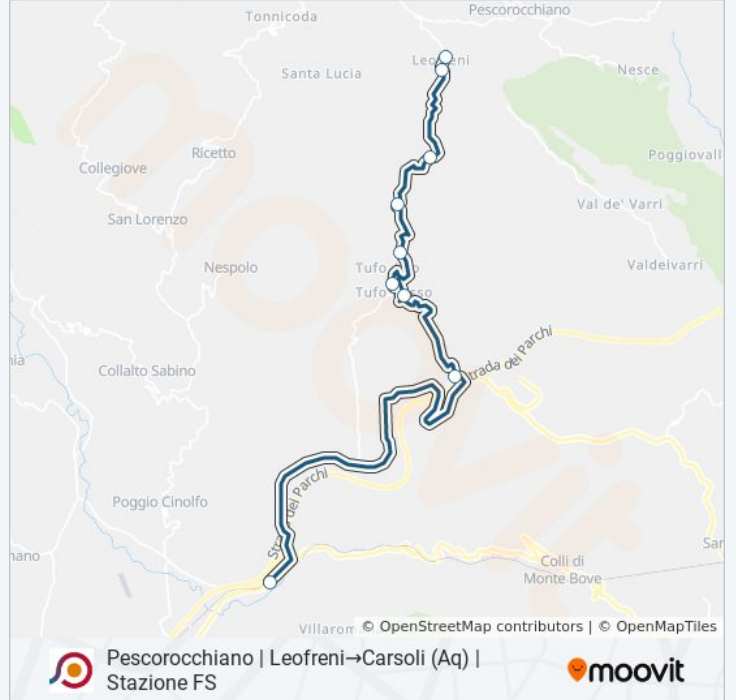 Pescorocchiano
Tonnicoda
Leofreni
Santa Lucia
Nesce
Ricetto
Collegiove
San Lorenzo
Val de' Varri
Nespolo
Valdeivarri
Tufo
Tufo
Strada dei Parchi
Collalto Sabino
Strada dei Parchi
Poggio Cinolfo
Colli di
Monte Bove
© OpenStreetMap contributors | © OpenMapTiles
Pescorocchiano | Leofreni→Carsoli (Aq) |
Stazione FS
moovit